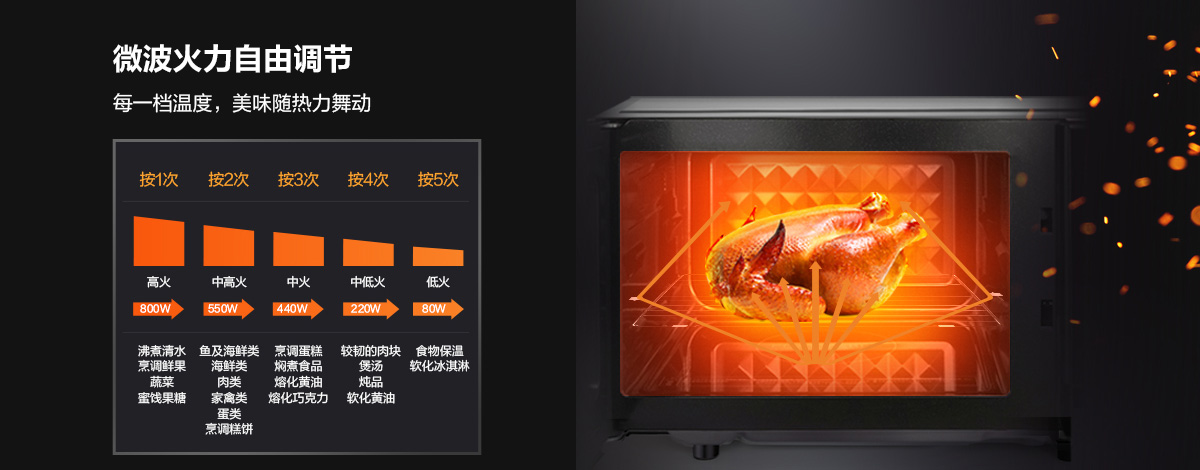 微波火力自由调节
每一档温度，美味随热力舞动
按1次 按2次 按3次 按4次 按5次
高火 中高火 中火 中低火 低火
800W 550W 440W 220W 80W
沸煮清水 鱼及海鲜类 烹调蛋糕 较韧的肉块 食物保温
烹调鲜果 海鲜类 焖煮食品 煲汤 软化冰淇淋
蔬菜 肉类 熔化黄油 炖品
蜜饯果糖 家禽类 熔化巧克力 软化黄油
蛋类
烹调糕饼